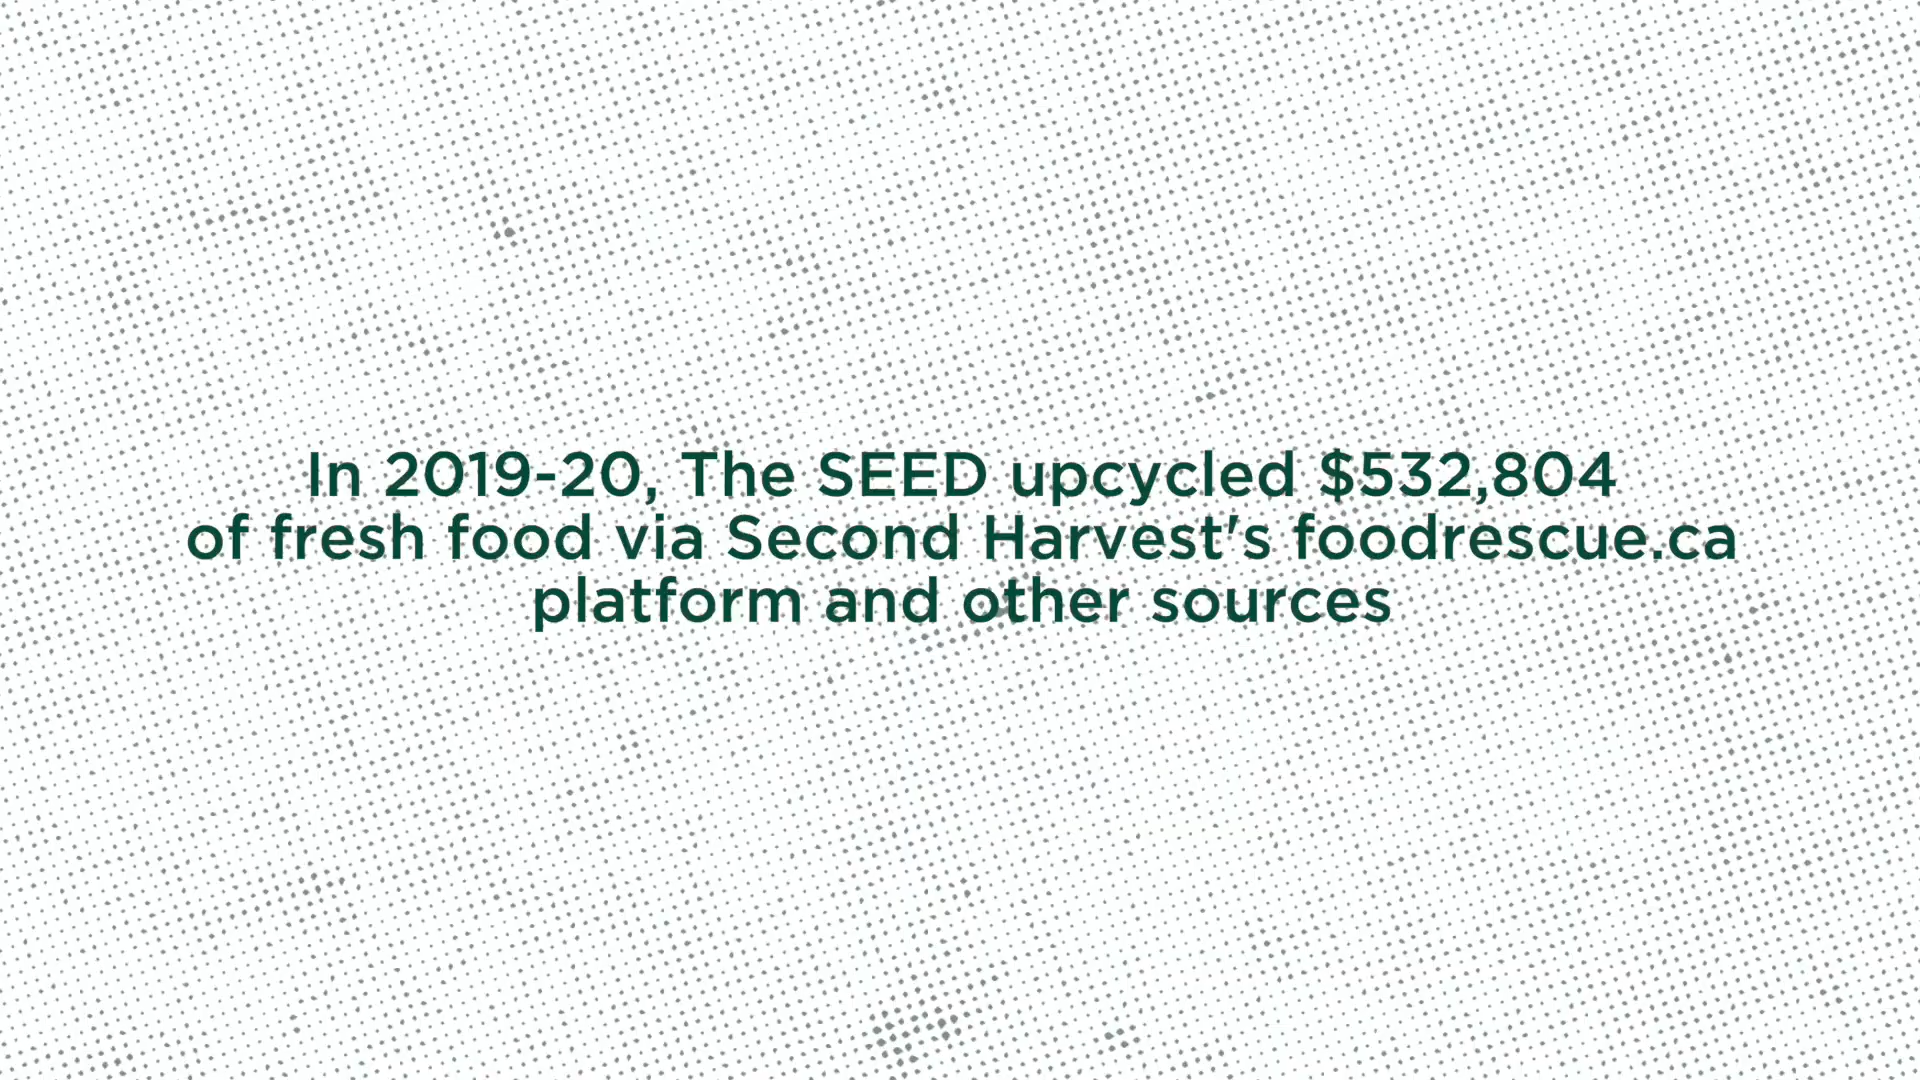 In 2019-20, The SEED upcycled $532,804
of fresh food via Second Harvest's foodrescue.ca
platform and other sources